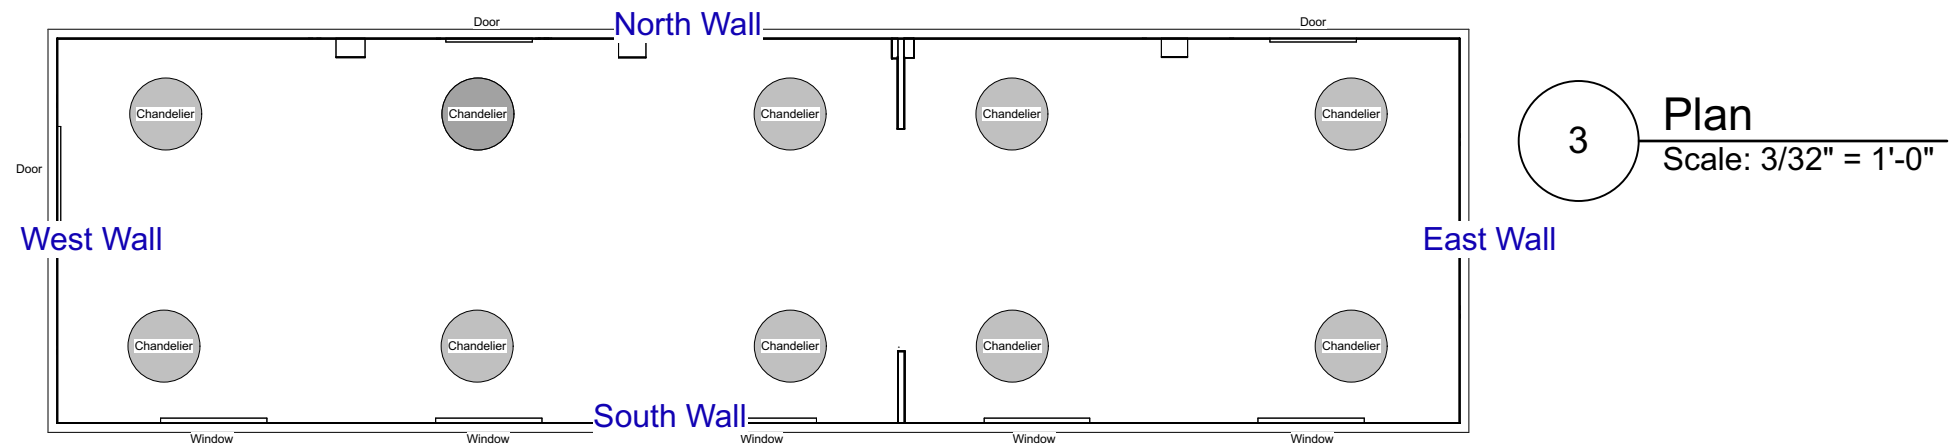 Door
North Wall
Door
Chandelier
Chandelier
Chandelier
Chandelier
Chandelier
3
Plan
Scale: 3/32" = 1'-0"
Door
West Wall
East Wall
Chandelier
Chandelier
Chandelier
Chandelier
Chandelier
South Wall
Window
Window
Window
Window
Window